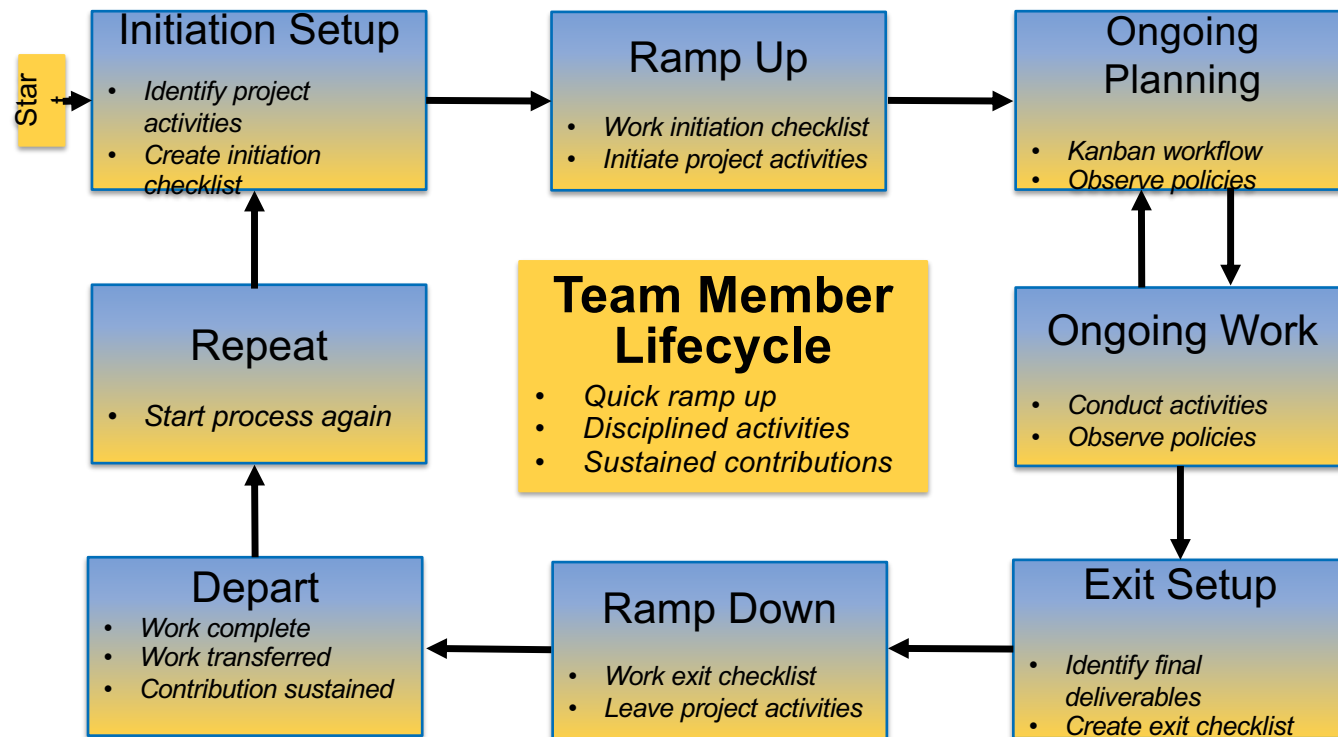 Start
Initiation Setup
• Identify project
activities
• Create initiation
checklist
Ramp Up
• Work initiation checklist
• Initiate project activities
Ongoing
Planning
• Kanban workflow
• Observe policies
Repeat
• Start process again
Team Member
Lifecycle
• Quick ramp up
• Disciplined activities
• Sustained contributions
Ongoing Work
• Conduct activities
• Observe policies
Depart
• Work complete
• Work transferred
• Contribution sustained
Ramp Down
• Work exit checklist
• Leave project activities
Exit Setup
• Identify final
deliverables
• Create exit checklist